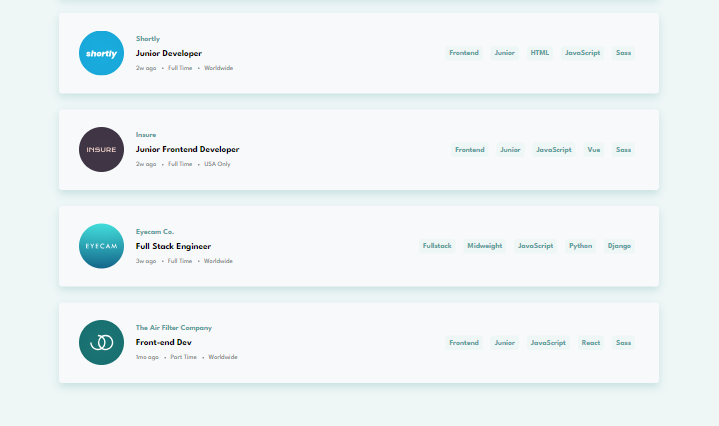 shortly
Shortly
Junior Developer
2w ago • Full Time • Worldwide
Frontend Junior HTML JavaScript Sass
INSURE
Insure
Junior Frontend Developer
2w ago • Full Time • USA Only
Frontend Junior JavaScript Vue Sass
EYECAM
Eyecam Co.
Full Stack Engineer
3w ago • Full Time • Worldwide
Fullstack Midweight JavaScript Python Django
The Air Filter Company
Front-end Dev
1mo ago • Part Time • Worldwide
Frontend Junior JavaScript React Sass